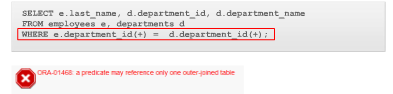 SELECT e.last_name, d.department_id, d.department_name
FROM employees e, departments d
WHERE e.department_id(+) = d.department_id(+);
ORA-01468: a predicate may reference only one outer-joined table